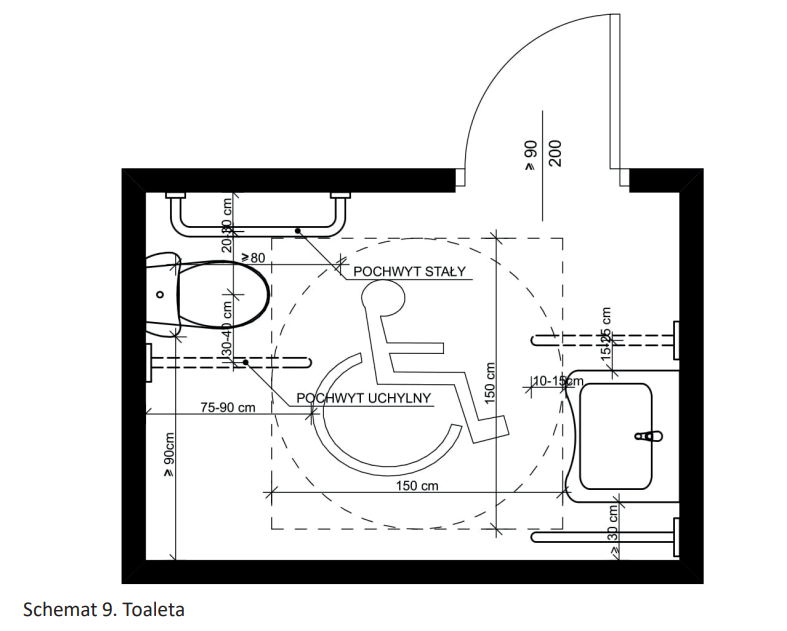 ≥ 90
200
20-30 cm
≥80
POCHWYT STAŁY
30-40 cm
15-25 cm
10-15cm
150 cm
POCHWYT UCHYLNY
75-90 cm
≥ 90cm
150 cm
≥ 30 cm
Schemat 9. Toaleta